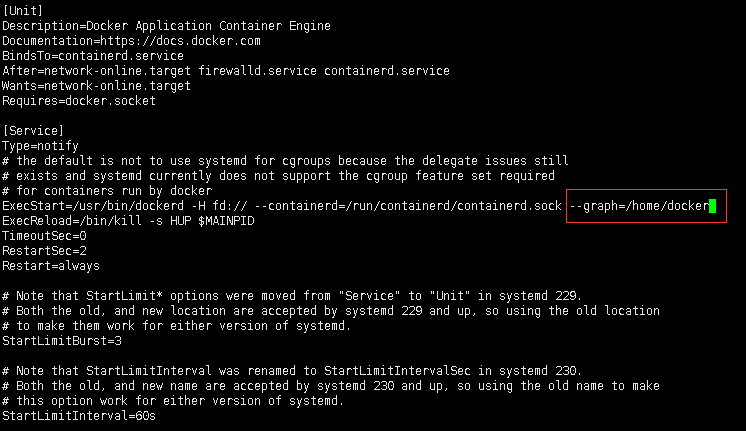 [Unit]
Description=Docker Application Container Engine
Documentation=https://docs.docker.com
BindsTo=containerd.service
After=network-online.target firewalld.service containerd.service
Wants=network-online.target
Requires=docker.socket
[Service]
Type=notify
# the default is not to use systemd for cgroups because the delegate issues still
# exists and systemd currently does not support the cgroup feature set required
# for containers run by docker
ExecStart=/usr/bin/dockerd -H fd:// --containerd=/run/containerd/containerd.sock --graph=/home/docker
ExecReload=/bin/kill -s HUP $MAINPID
TimeoutSec=0
RestartSec=2
Restart=always
# Note that StartLimit* options were moved from "Service" to "Unit" in systemd 229.
# Both the old, and new location are accepted by systemd 229 and up, so using the old location
# to make them work for either version of systemd.
StartLimitBurst=3
# Note that StartLimitInterval was renamed to StartLimitIntervalSec in systemd 230.
# Both the old, and new name are accepted by systemd 230 and up, so using the old name to make
# this option work for either version of systemd.
StartLimitInterval=60s